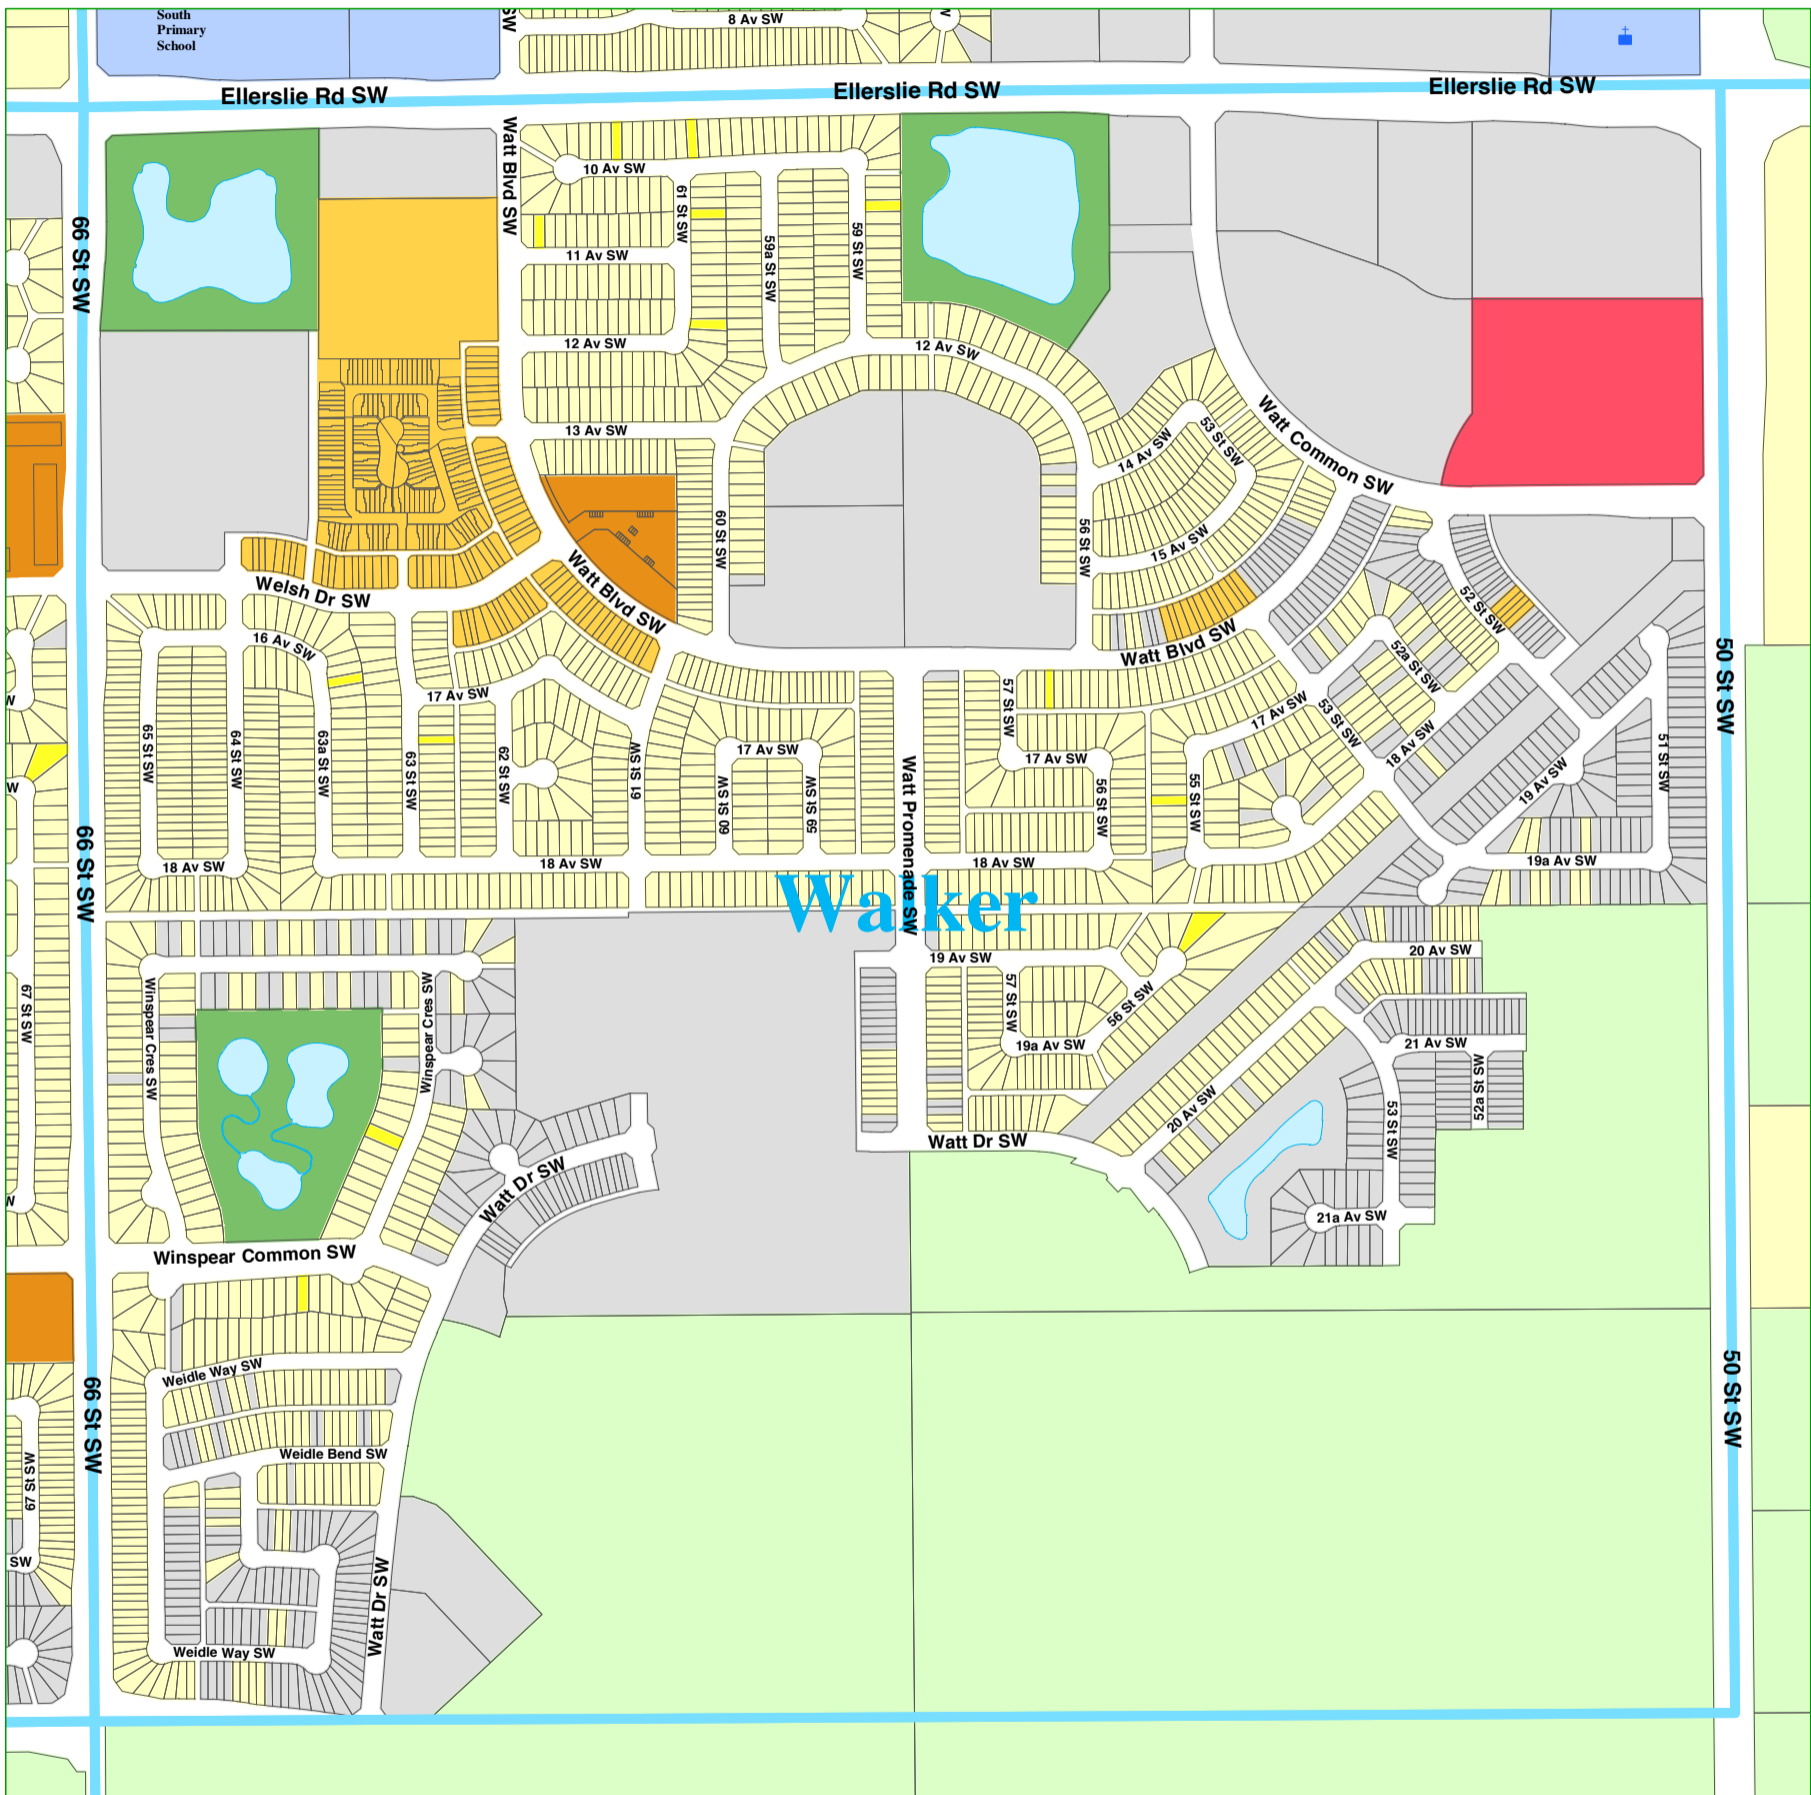 South
Primary
School
SW
8 Av SW
W
Ellerslie Rd SW
Ellerslie Rd SW
Ellerslie Rd SW
Watt Blvd SW
10 Av SW
61 St SW
59a St SW
59 St SW
66 St SW
11 Av SW
12 Av SW
12 Av SW
13 Av SW
14 Av SW
53 St SW
Watt Common SW
60 St SW
56 St SW
15 Av SW
Welsh Dr SW
Watt Blvd SW
Watt Blvd SW
52 St SW
52a St SW
16 Av SW
17 Av SW
57 St SW
17 Av SW
53 St SW
50 St SW
W
65 St SW
64 St SW
63a St SW
63 St SW
62 St SW
61 St SW
17 Av SW
60 St SW
59 St SW
Watt Promenade SW
17 Av SW
56 St SW
55 St SW
18 Av SW
19 Av SW
51 St SW
W
66 St SW
18 Av SW
18 Av SW
18 Av SW
19a Av SW
Walker
19 Av SW
20 Av SW
67 St SW
Winspear Cres SW
Winspear Cres SW
57 St SW
56 St SW
19a Av SW
21 Av SW
52a St SW
20 Av SW
53 St SW
Watt Dr SW
Watt Dr SW
W
21a Av SW
Winspear Common SW
Weidle Way SW
66 St SW
50 St SW
Weidle Bend SW
67 St SW
SW
Watt Dr SW
Weidle Way SW